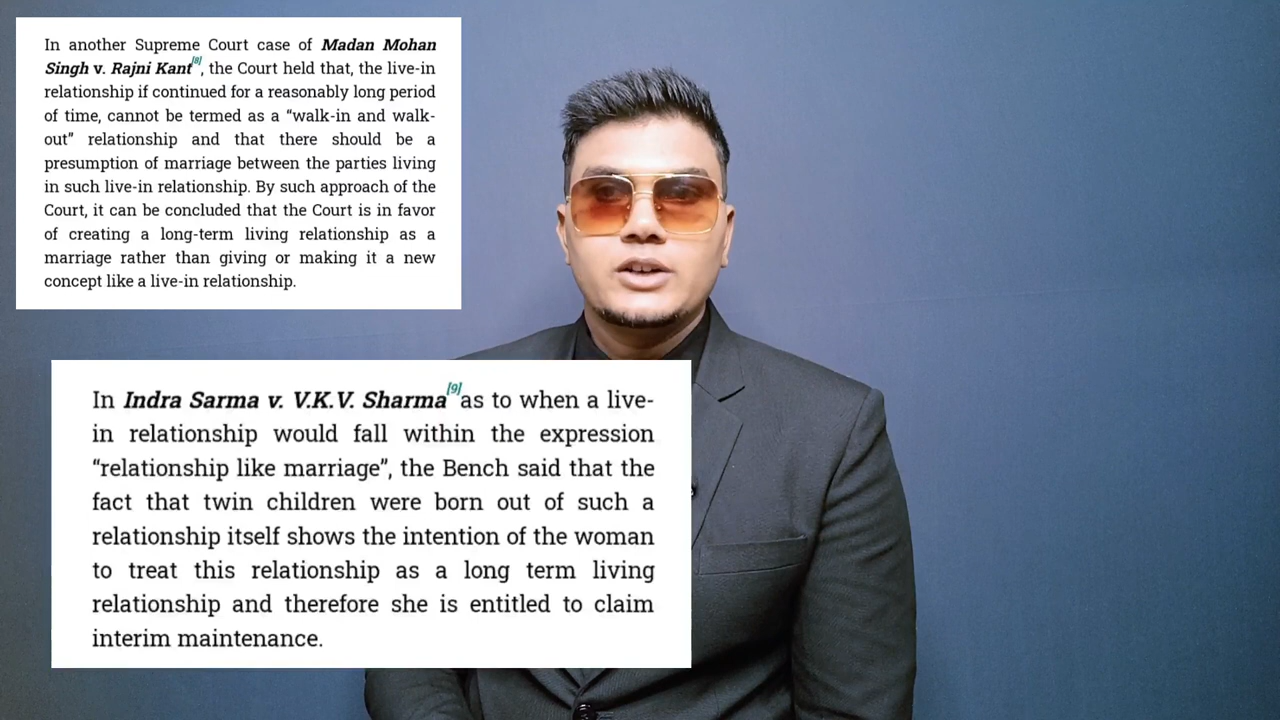 In another Supreme Court case of Madan Mohan
Singh v. Rajni Kant[8], the Court held that, the live-in
relationship if continued for a reasonably long period
of time, cannot be termed as a “walk-in and walk-
out” relationship and that there should be a
presumption of marriage between the parties living
in such live-in relationship. By such approach of the
Court, it can be concluded that the Court is in favor
of creating a long-term living relationship as a
marriage rather than giving or making it a new
concept like a live-in relationship.
In Indra Sarma v. V.K.V. Sharma[9]as to when a live-
in relationship would fall within the expression
“relationship like marriage”, the Bench said that the
fact that twin children were born out of such a
relationship itself shows the intention of the woman
to treat this relationship as a long term living
relationship and therefore she is entitled to claim
interim maintenance.